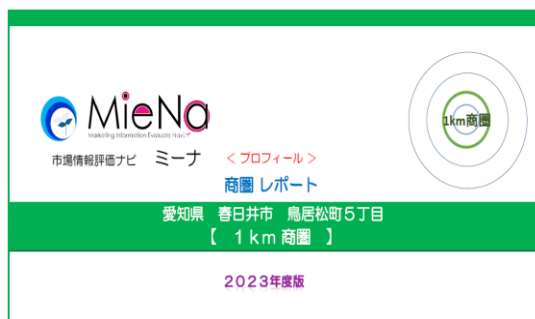 MieNa
Marketing Information Evaluate Navi
市場情報評価ナビ ミーナ
＜プロフィール＞
商圏 レポート
1km商圏
愛知県 春日井市 鳥居松町５丁目
【 １ｋｍ 商圏 】
２０２３年度版